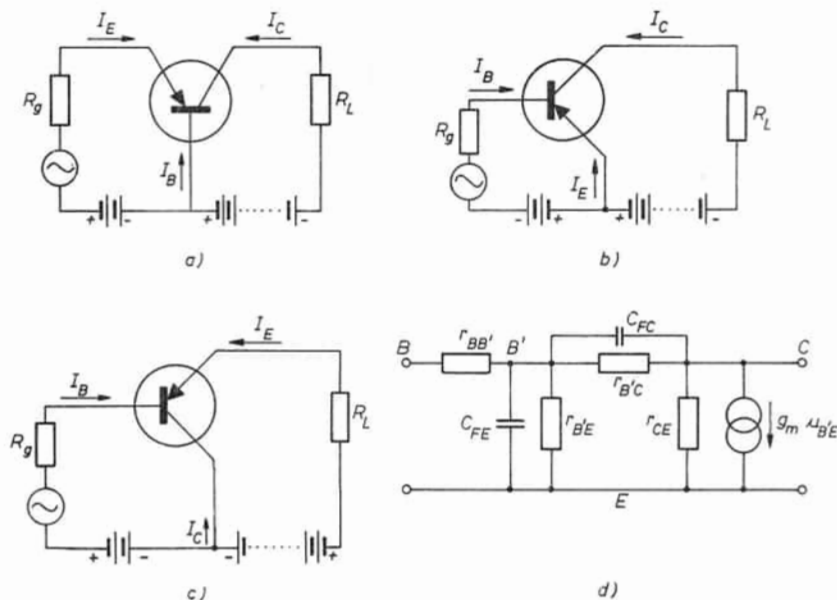 I_E I_C
R_g R_L
I_B
+ - + -
a)
I_C
I_B
R_g R_L
I_E
- + + -
b)
I_E
I_B
R_g R_L
I_C
+ - - +
c)
C_FC
B r_BB' B' C
r_B'C
C_FE r_B'E r_CE g_m u_B'E
E
d)